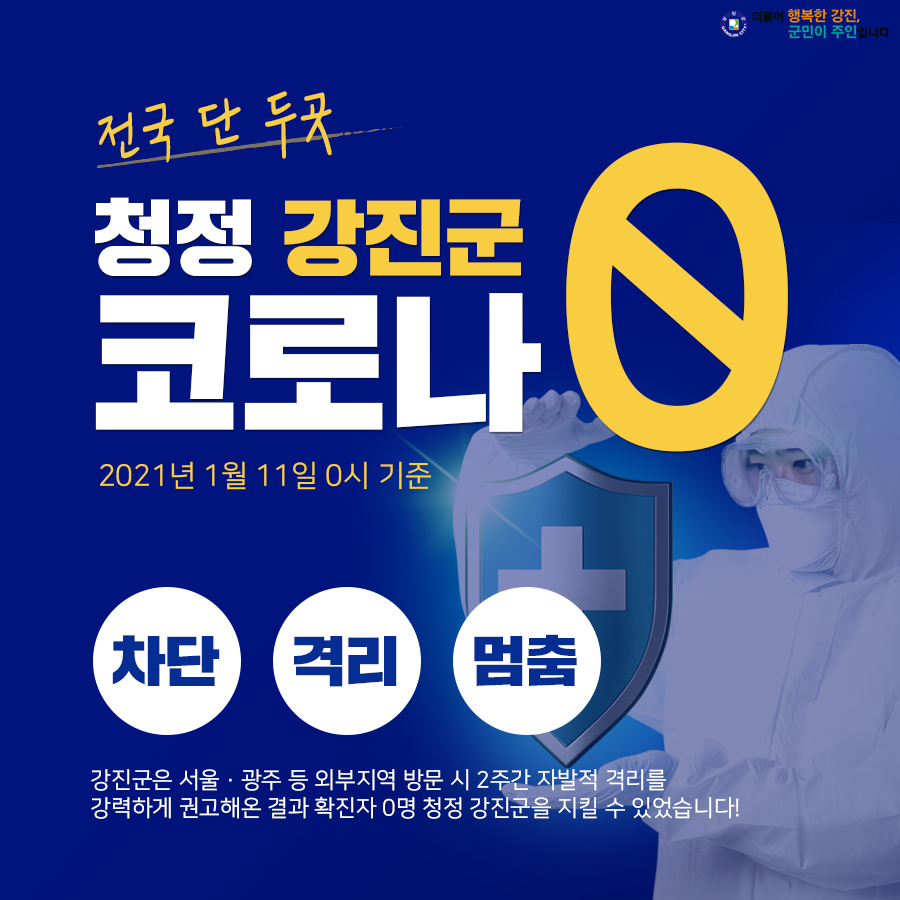 더불어 행복한 강진,
군민이 주인입니다
전국 단 두곳
청정 강진군
코로나 0
2021년 1월 11일 0시 기준
차단 격리 멈춤
강진군은 서울 · 광주 등 외부지역 방문 시 2주간 자발적 격리를
강력하게 권고해온 결과 확진자 0명 청정 강진군을 지킬 수 있었습니다!